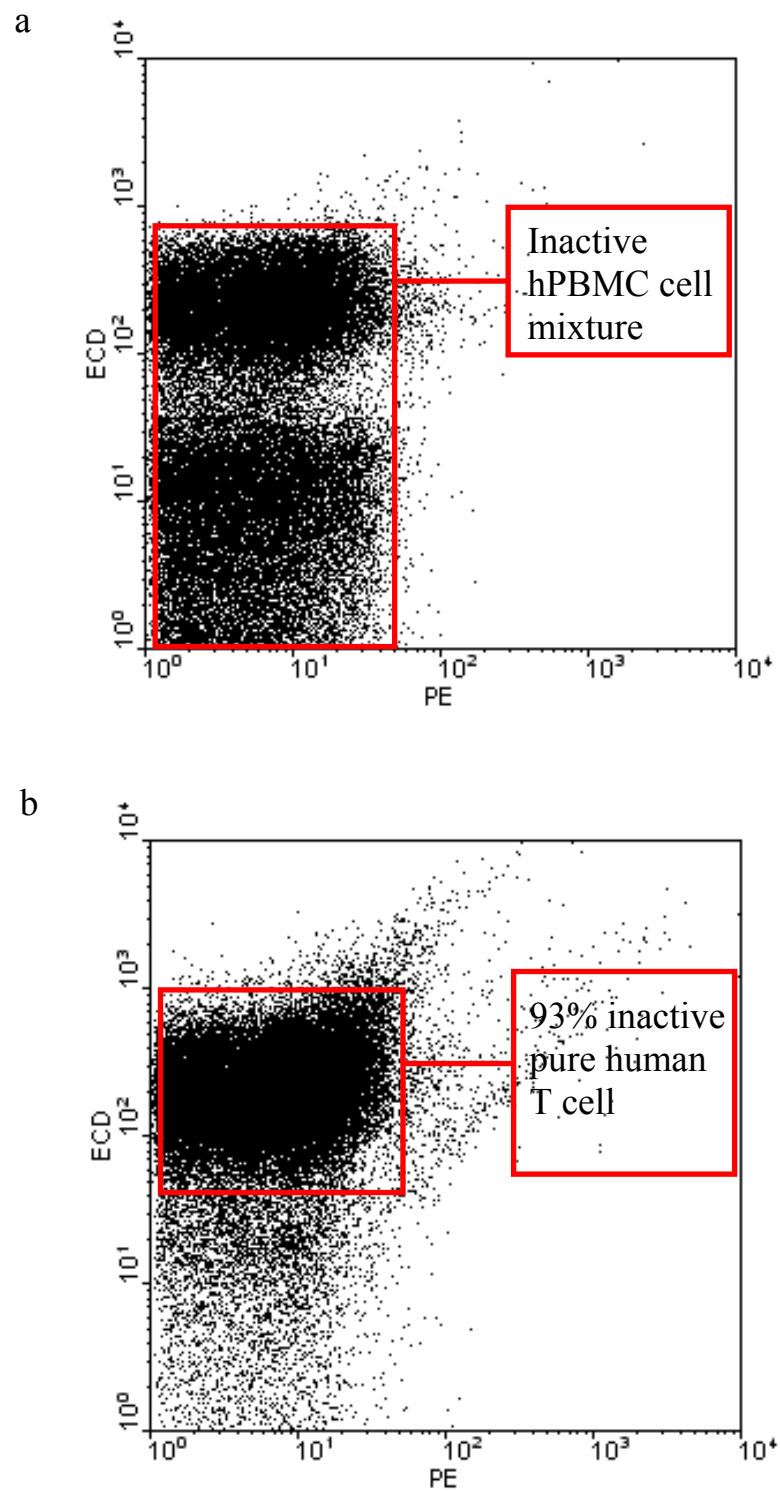 a
10⁴
10³
10²
10¹
10⁰
ECD
Inactive
hPBMC cell
mixture
10⁰ 10¹ 10² 10³ 10⁴
PE
b
10⁴
10³
10²
10¹
10⁰
ECD
93% inactive
pure human
T cell
10⁰ 10¹ 10² 10³ 10⁴
PE